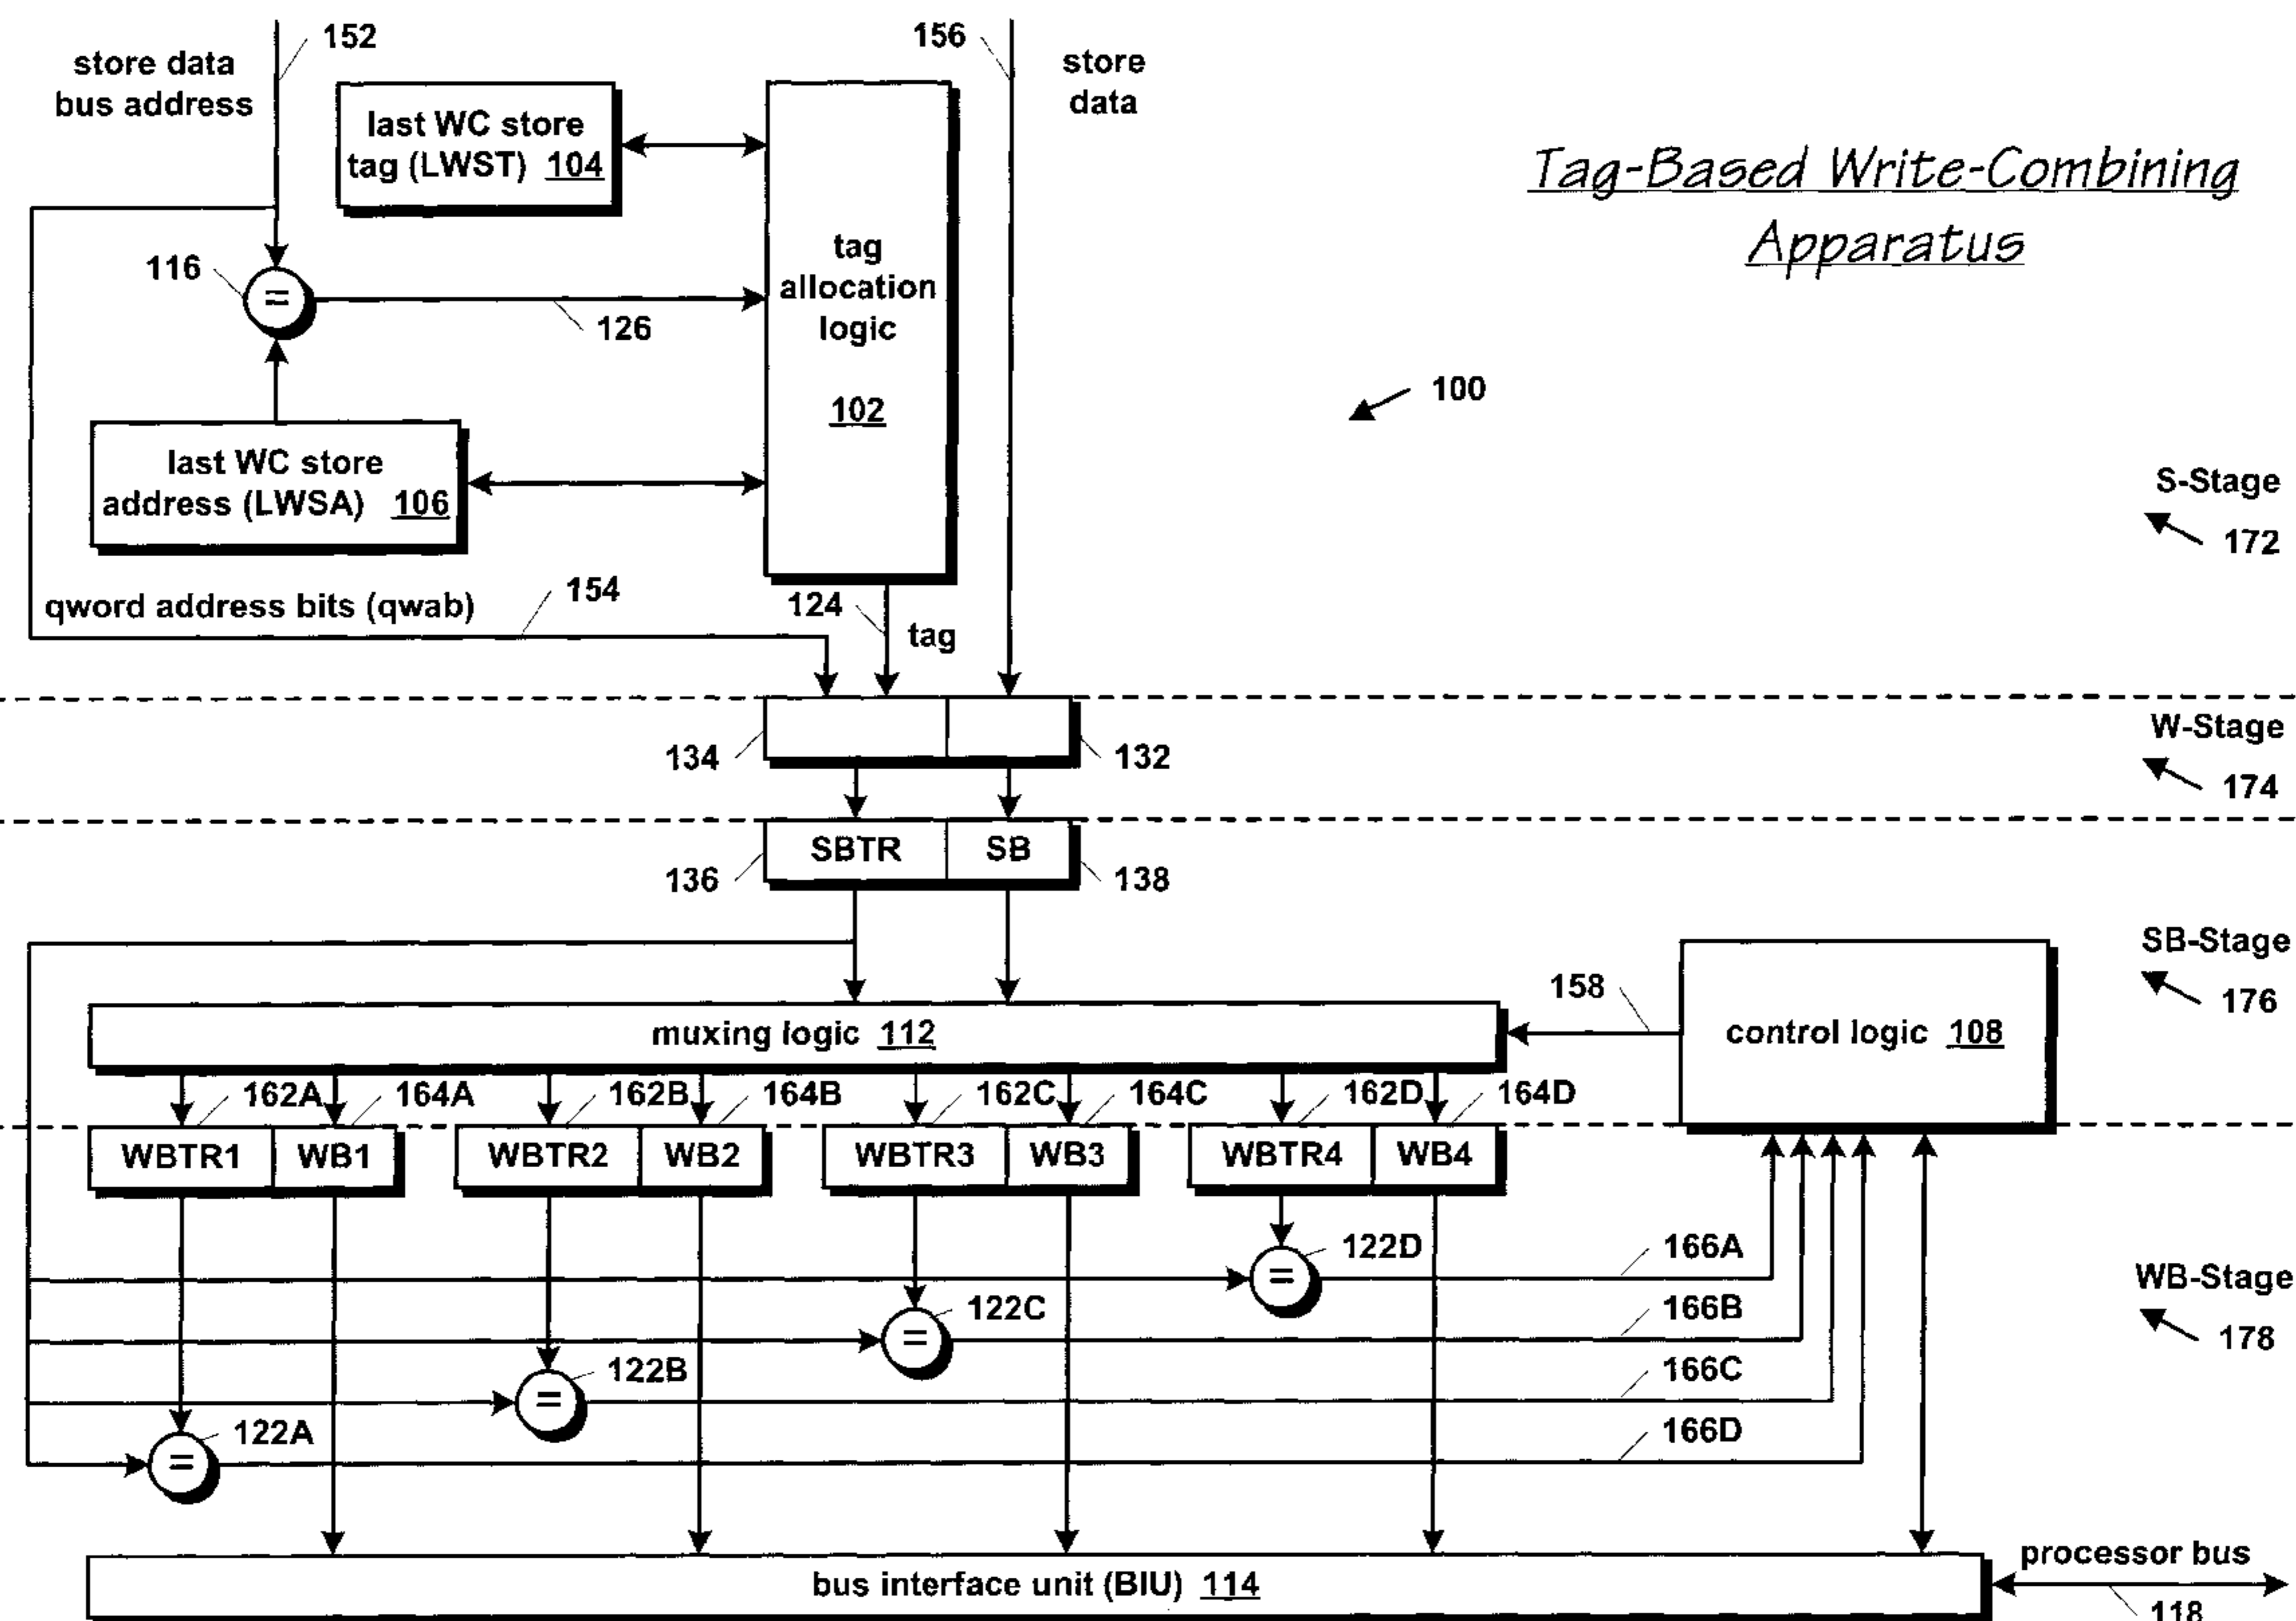 152
156
store data
bus address
store
data
last WC store
tag (LWST) 104
Tag-Based Write-Combining
Apparatus
116
=
126
tag
allocation
logic
102
100
last WC store
address (LWSA) 106
S-Stage
172
qword address bits (qwab)
154
124
tag
134
132
W-Stage
174
SBTR
SB
136
138
SB-Stage
176
158
muxing logic 112
control logic 108
162A
164A
162B
164B
162C
164C
162D
164D
WBTR1
WB1
WBTR2
WB2
WBTR3
WB3
WBTR4
WB4
=
122D
166A
WB-Stage
178
=
122C
166B
=
122B
166C
=
122A
166D
bus interface unit (BIU) 114
processor bus
118